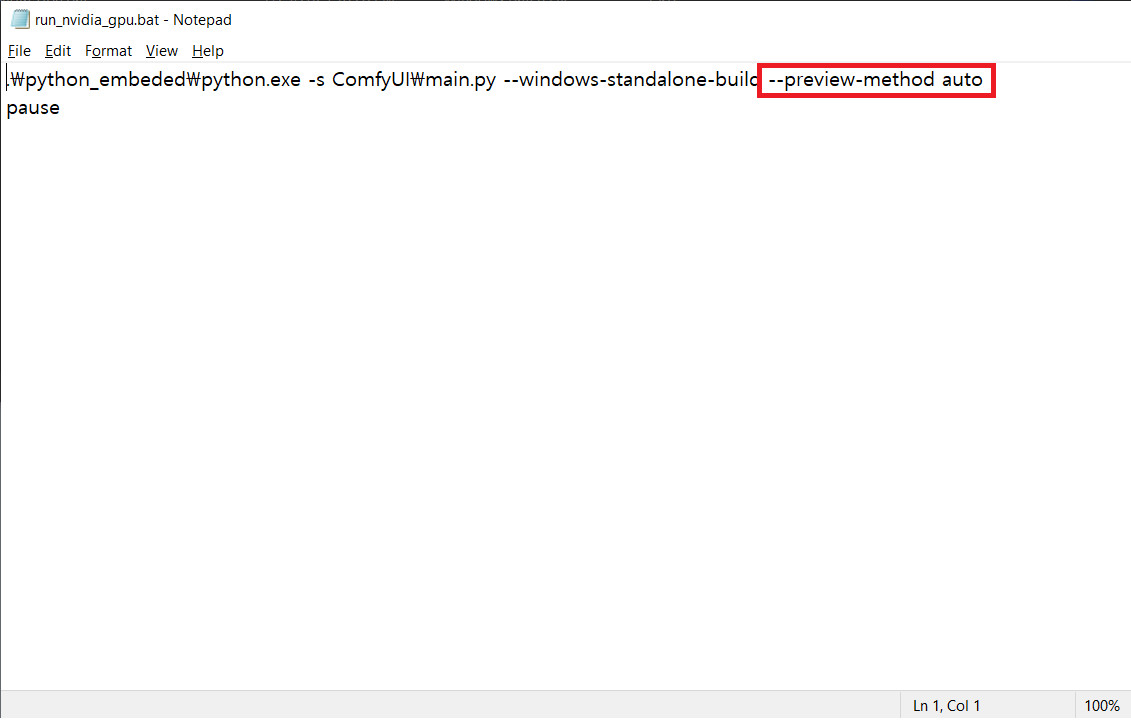 run_nvidia_gpu.bat - Notepad
File Edit Format View Help
.₩python_embeded₩python.exe -s ComfyUI₩main.py --windows-standalone-build --preview-method auto
pause
Ln 1, Col 1 100%